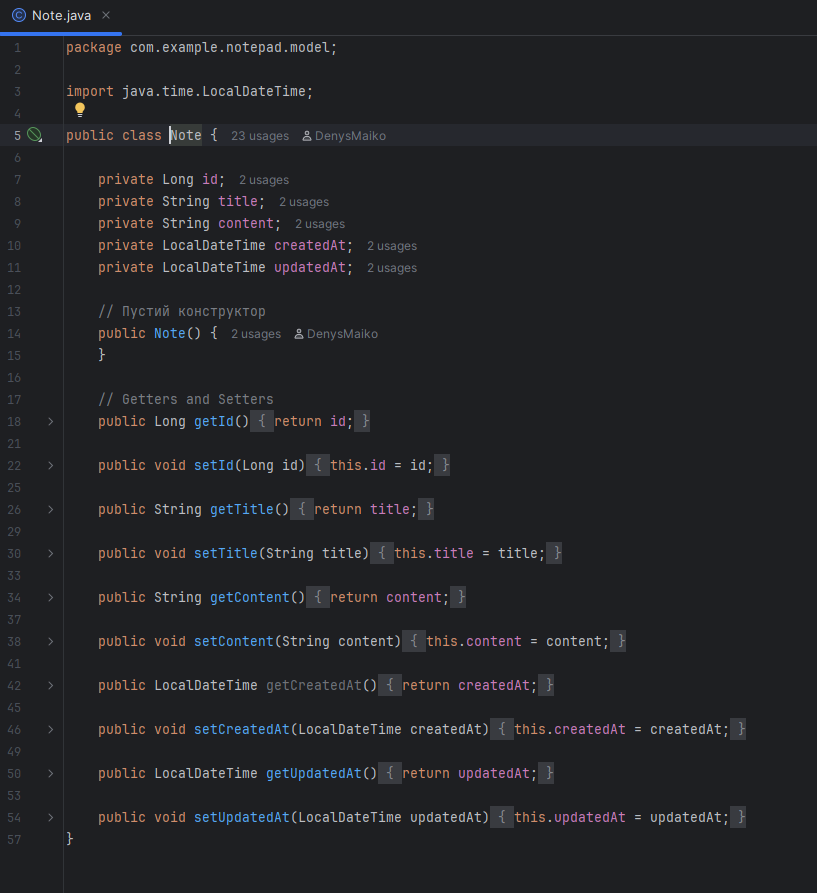 Note.java
1 package com.example.notepad.model;
2
3 import java.time.LocalDateTime;
4
5 public class Note { 23 usages DenysMaiko
6
7 private Long id; 2 usages
8 private String title; 2 usages
9 private String content; 2 usages
10 private LocalDateTime createdAt; 2 usages
11 private LocalDateTime updatedAt; 2 usages
12
13 // Пустий конструктор
14 public Note() { 2 usages DenysMaiko
15 }
16
17 // Getters and Setters
18 public Long getId() { return id; }
21
22 public void setId(Long id) { this.id = id; }
25
26 public String getTitle() { return title; }
29
30 public void setTitle(String title) { this.title = title; }
33
34 public String getContent() { return content; }
37
38 public void setContent(String content) { this.content = content; }
41
42 public LocalDateTime getCreatedAt() { return createdAt; }
45
46 public void setCreatedAt(LocalDateTime createdAt) { this.createdAt = createdAt; }
49
50 public LocalDateTime getUpdatedAt() { return updatedAt; }
53
54 public void setUpdatedAt(LocalDateTime updatedAt) { this.updatedAt = updatedAt; }
57 }